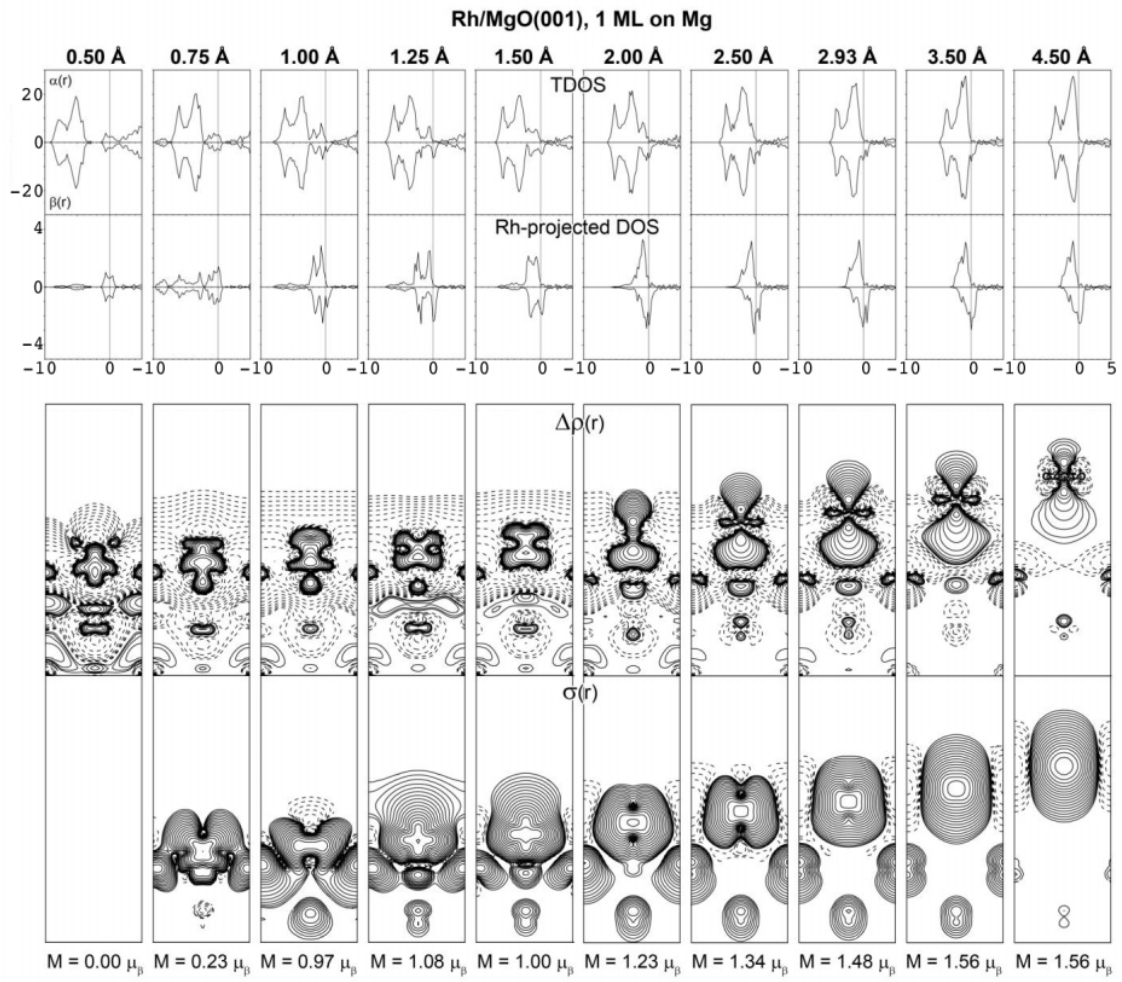 Rh/MgO(001), 1 ML on Mg
0.50 Å 0.75 Å 1.00 Å 1.25 Å 1.50 Å 2.00 Å 2.50 Å 2.93 Å 3.50 Å 4.50 Å
α(r) TDOS
20
0
−20
β(r)
4 Rh-projected DOS
0
−4
−10 0 −10 0 −10 0 −10 0 −10 0 −10 0 −10 0 −10 0 −10 0 −10 0 5
Δρ(r)
σ(r)
M = 0.00 μβ M = 0.23 μβ M = 0.97 μβ M = 1.08 μβ M = 1.00 μβ M = 1.23 μβ M = 1.34 μβ M = 1.48 μβ M = 1.56 μβ M = 1.56 μβ